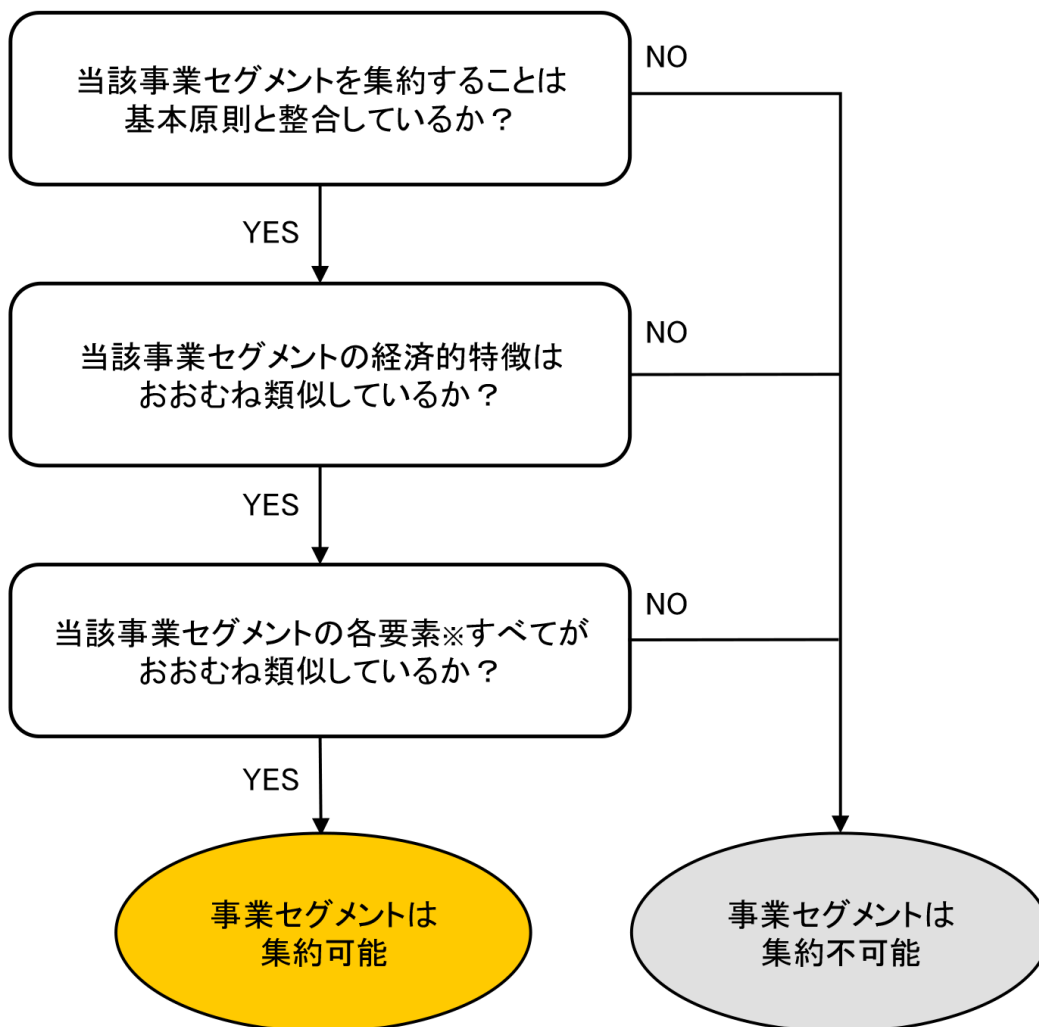 当該事業セグメントを集約することは
基本原則と整合しているか？
NO
YES
当該事業セグメントの経済的特徴は
おおむね類似しているか？
NO
YES
当該事業セグメントの各要素※すべてが
おおむね類似しているか？
NO
YES
事業セグメントは
集約可能
事業セグメントは
集約不可能